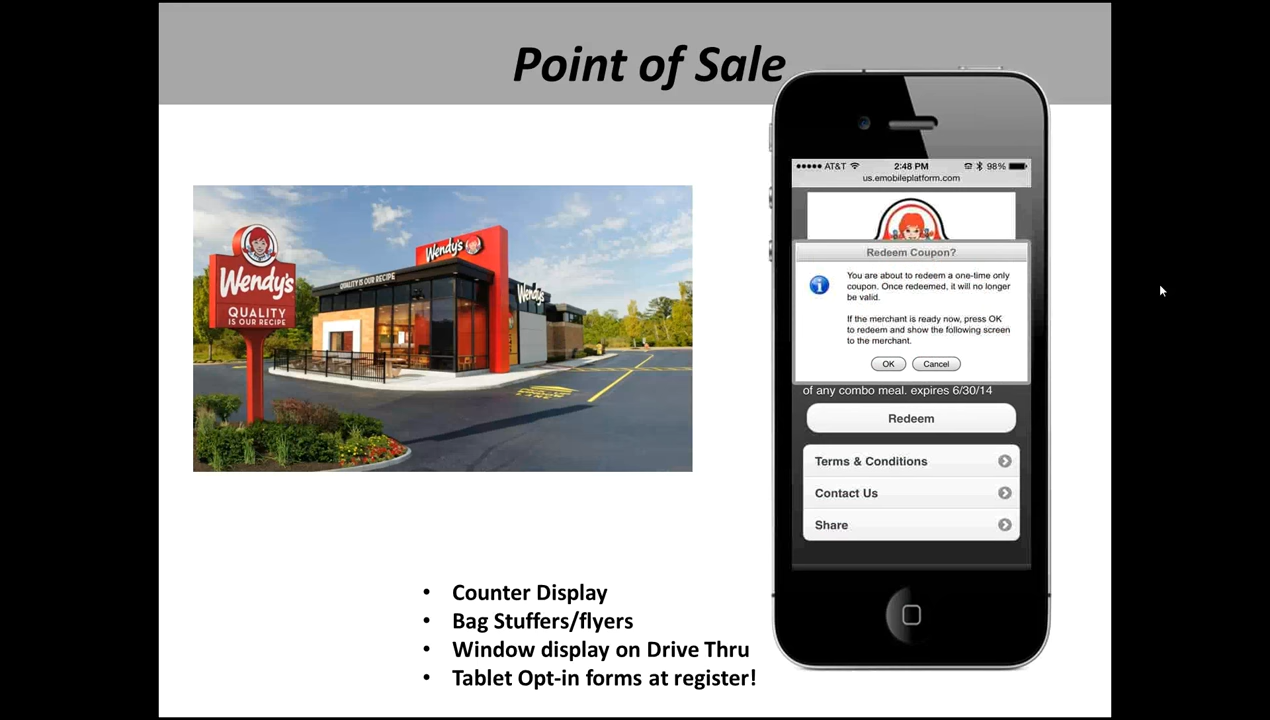 Point of Sale
Wendy's
QUALITY
IS OUR RECIPE
QUALITY IS OUR RECIPE
Wendy's
Wendy's
AT&T 2:48 PM 98%
us.emobileplatform.com
Redeem Coupon?
You are about to redeem a one-time only
coupon. Once redeemed, it will no longer
be valid.
If the merchant is ready now, press OK
to redeem and show the following screen
to the merchant.
OK Cancel
of any combo meal. expires 6/30/14
Redeem
Terms & Conditions
Contact Us
Share
• Counter Display
• Bag Stuffers/flyers
• Window display on Drive Thru
• Tablet Opt-in forms at register!